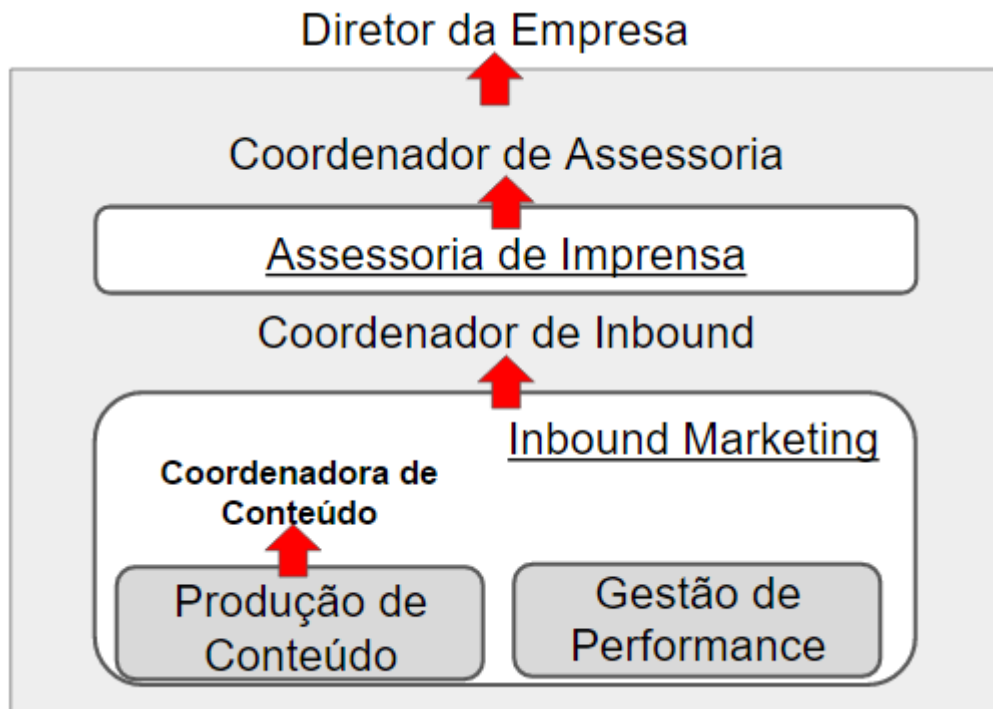 Diretor da Empresa
Coordenador de Assessoria
Assessoria de Imprensa
Coordenador de Inbound
Inbound Marketing
Coordenadora de
Conteúdo
Produção de
Conteúdo
Gestão de
Performance